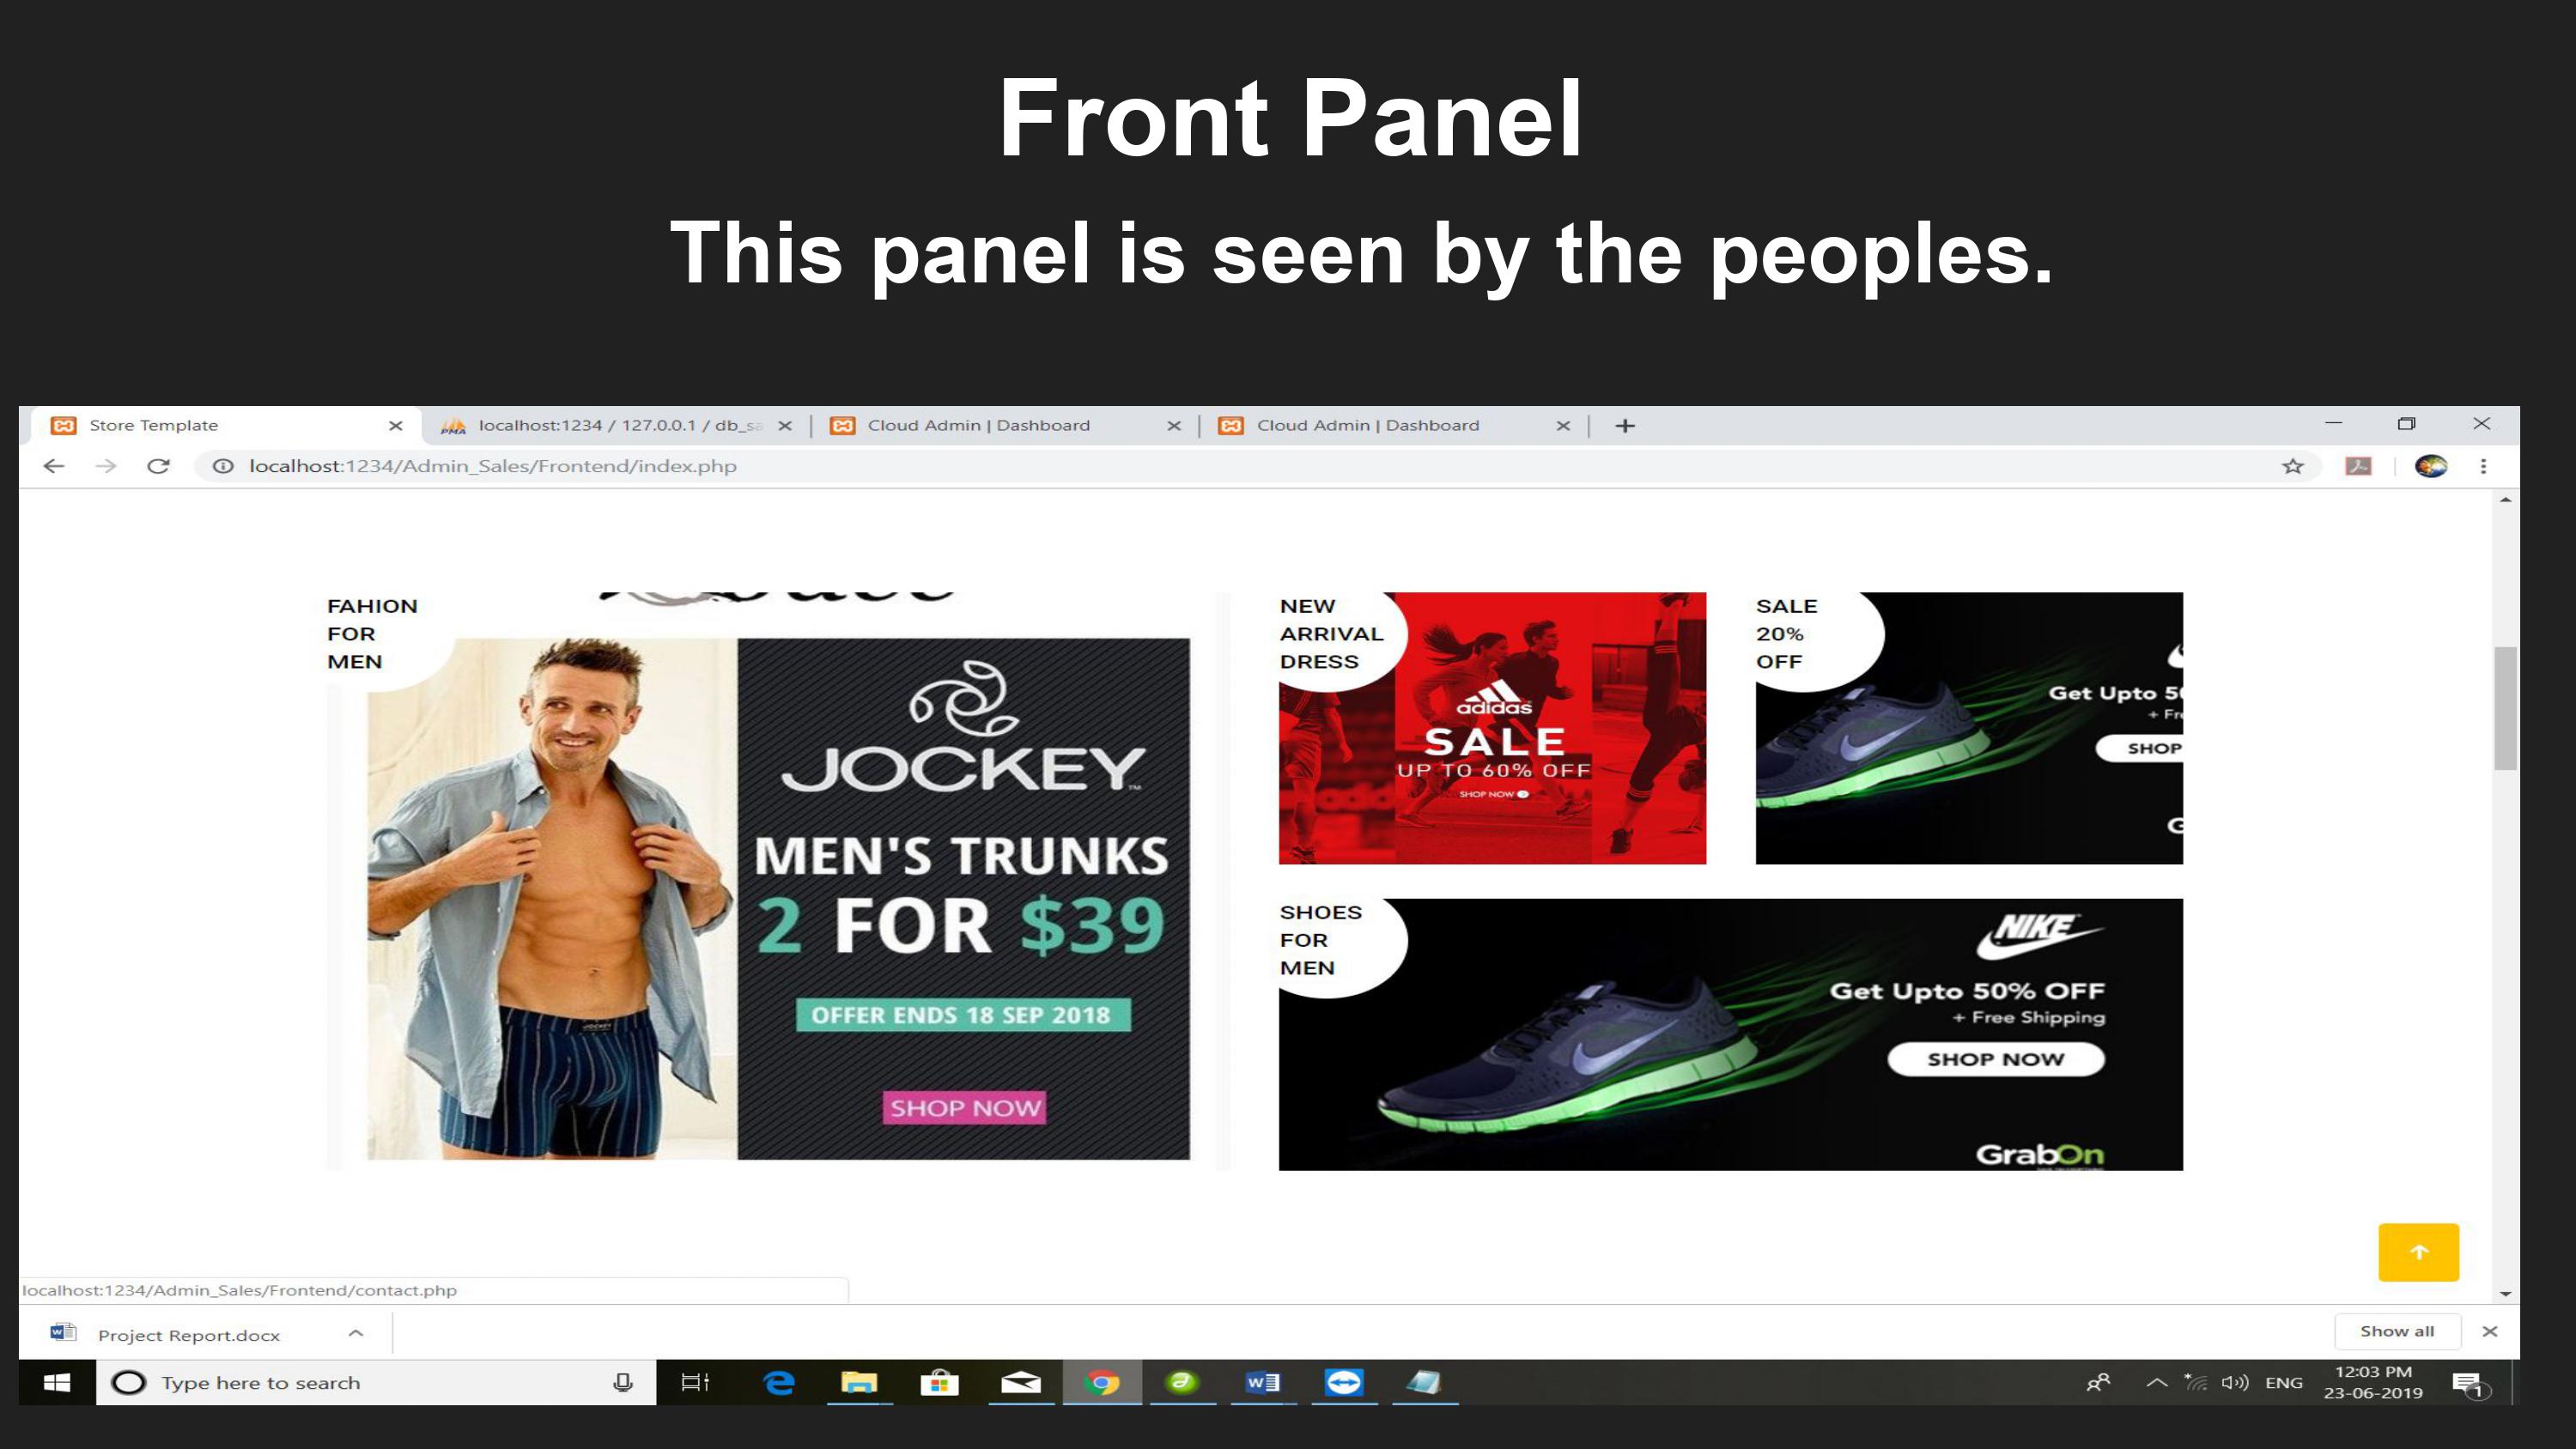 Front Panel
This panel is seen by the peoples.
Store Template
localhost:1234 / 127.0.0.1 / db_sa
Cloud Admin | Dashboard
Cloud Admin | Dashboard
localhost:1234/Admin_Sales/Frontend/index.php
FAHION
FOR
MEN
JOCKEY
MEN'S TRUNKS
2 FOR $39
OFFER ENDS 18 SEP 2018
SHOP NOW
NEW
ARRIVAL
DRESS
adidas
SALE
UP TO 60% OFF
SHOP NOW
SALE
20%
OFF
Get Upto 5
+ Fr
SHOP
G
SHOES
FOR
MEN
NIKE
Get Upto 50% OFF
+ Free Shipping
SHOP NOW
GrabOn
localhost:1234/Admin_Sales/Frontend/contact.php
Project Report.docx
Show all
Type here to search
ENG
12:03 PM
23-06-2019
1